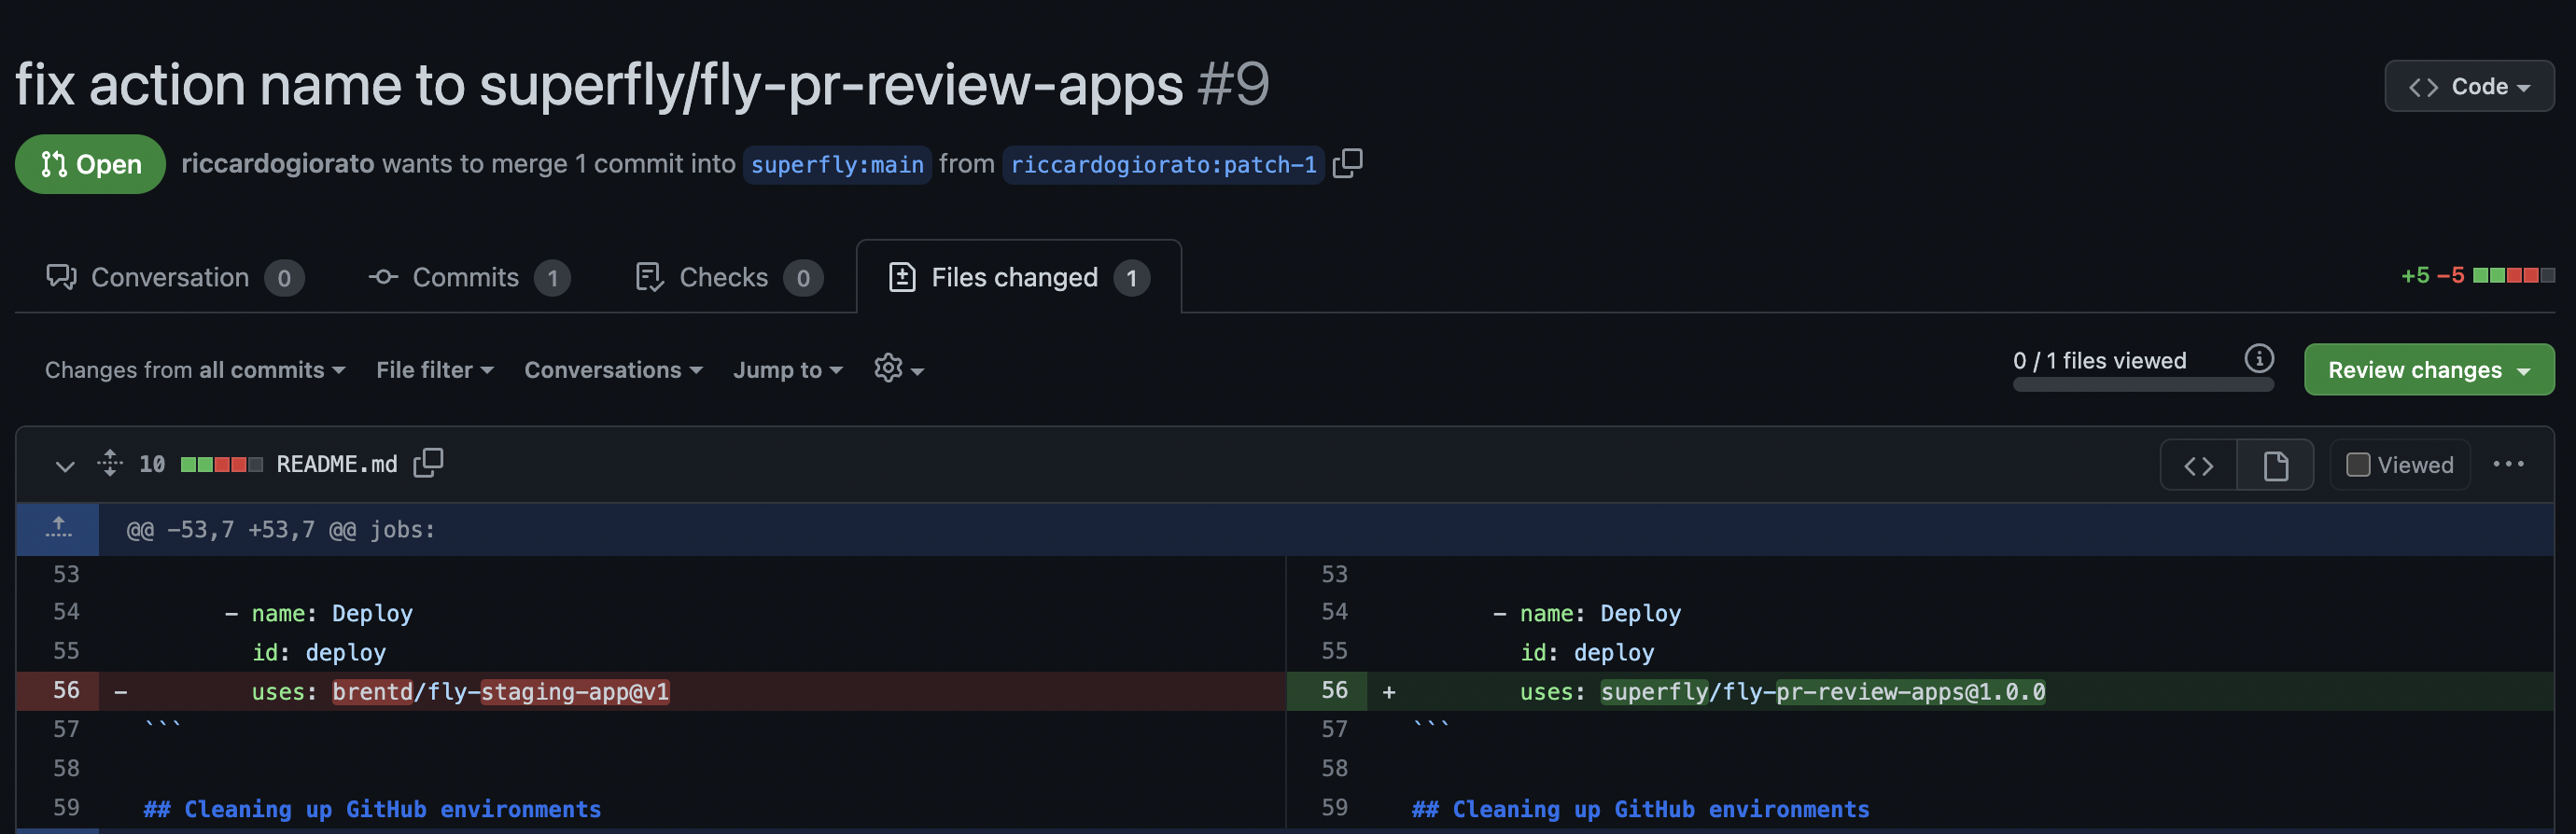 fix action name to superfly/fly-pr-review-apps #9
Code
Open
riccardogiorato wants to merge 1 commit into superfly:main from riccardogiorato:patch-1
Conversation 0
Commits 1
Checks 0
Files changed 1
+5 −5
Changes from all commits
File filter
Conversations
Jump to
0 / 1 files viewed
Review changes
10 README.md
Viewed
@@ -53,7 +53,7 @@ jobs:
53
54 - name: Deploy
55 id: deploy
56 - uses: brentd/fly-staging-app@v1
57 ```
58
59 ## Cleaning up GitHub environments
53
54 - name: Deploy
55 id: deploy
56 + uses: superfly/fly-pr-review-apps@1.0.0
57 ```
58
59 ## Cleaning up GitHub environments